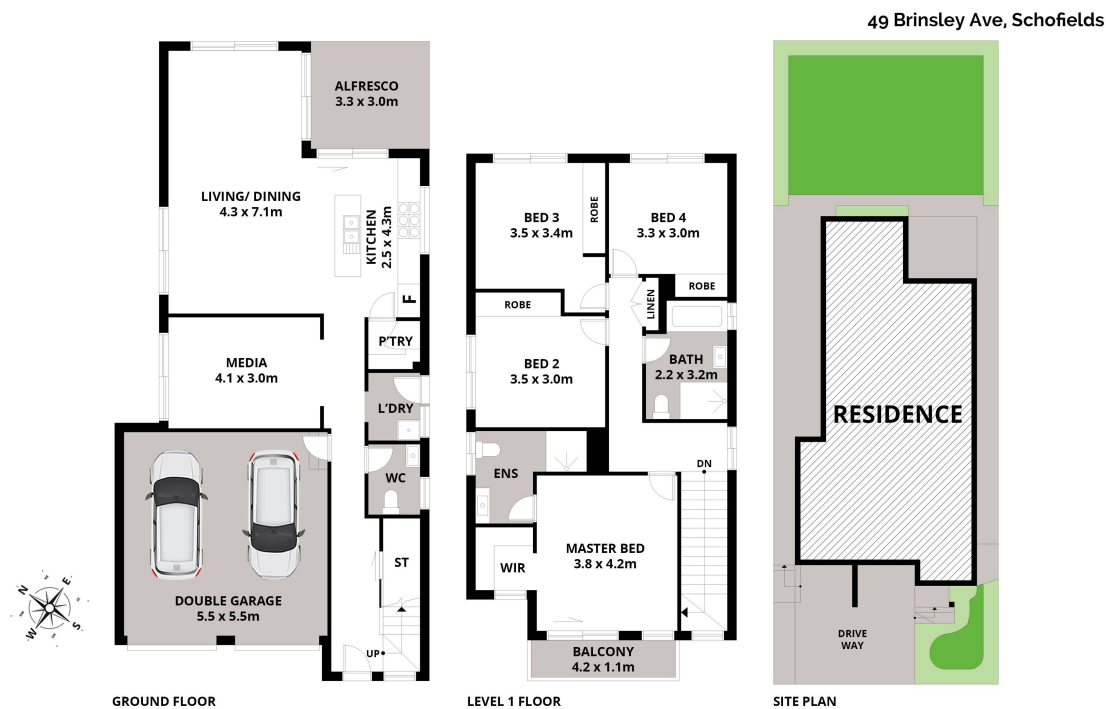 49 Brinsley Ave, Schofields
ALFRESCO
3.3 x 3.0m
LIVING/ DINING
4.3 x 7.1m
KITCHEN
2.5 x 4.3m
F
P'TRY
MEDIA
4.1 x 3.0m
L'DRY
WC
ST
DOUBLE GARAGE
5.5 x 5.5m
UP
N
E
S
W
GROUND FLOOR
BED 3
3.5 x 3.4m
ROBE
BED 4
3.3 x 3.0m
ROBE
LINEN
ROBE
BED 2
3.5 x 3.0m
BATH
2.2 x 3.2m
ENS
DN
MASTER BED
3.8 x 4.2m
WIR
BALCONY
4.2 x 1.1m
LEVEL 1 FLOOR
RESIDENCE
DRIVE
WAY
SITE PLAN